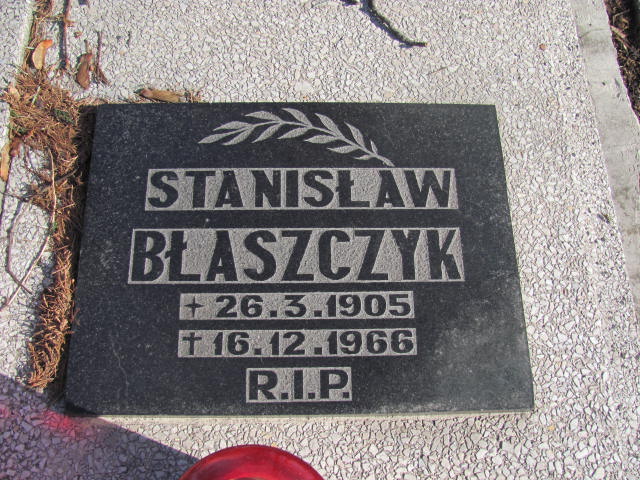 STANISŁAW
BŁASZCZYK
+ 26.3.1905
† 16.12.1966
R.I.P.